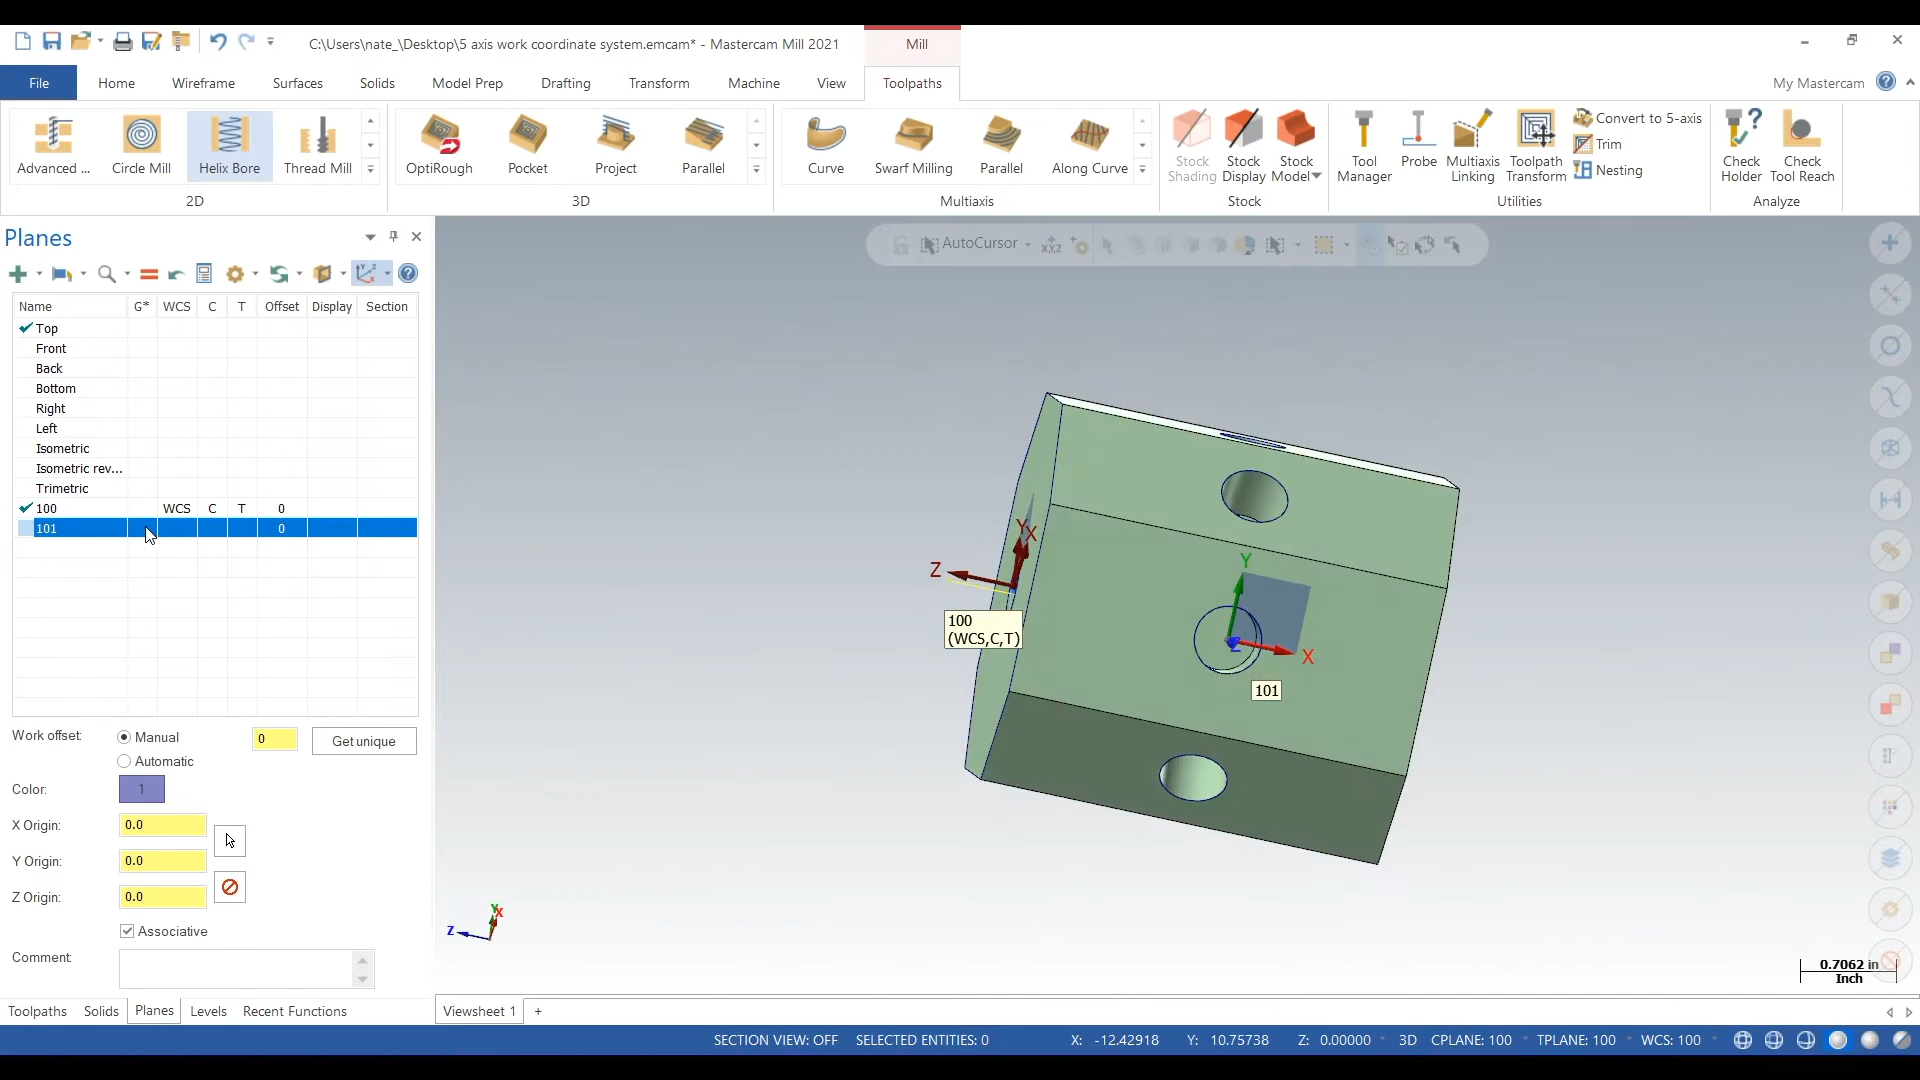 C:\Users\nate_\Desktop\5 axis work coordinate system.emcam* - Mastercam Mill 2021
Mill
File Home Wireframe Surfaces Solids Model Prep Drafting Transform Machine View Toolpaths My Mastercam
Advanced ... Circle Mill Helix Bore Thread Mill
2D
OptiRough Pocket Project Parallel
3D
Curve Swarf Milling Parallel Along Curve
Multiaxis
Stock Shading
Stock Display
Stock Model
Stock
Tool Manager
Probe
Multiaxis Linking
Toolpath Transform
Convert to 5-axis
Trim
Nesting
Utilities
Check Holder
Check Tool Reach
Analyze
Planes
Name G* WCS C T Offset Display Section
Top
Front
Back
Bottom
Right
Left
Isometric
Isometric rev...
Trimetric
100 WCS C T 0
101 0
Work offset: Manual 0 Get unique
Automatic
Color: 1
X Origin: 0.0
Y Origin: 0.0
Z Origin: 0.0
Associative
Comment:
Toolpaths Solids Planes Levels Recent Functions
AutoCursor
Y X
Z
100
(WCS,C,T)
Y
Z
X
101
Y X
Z
0.7062 in
Inch
Viewsheet 1 +
SECTION VIEW: OFF SELECTED ENTITIES: 0 X: -12.42918 Y: 10.75738 Z: 0.00000 3D CPLANE: 100 TPLANE: 100 WCS: 100